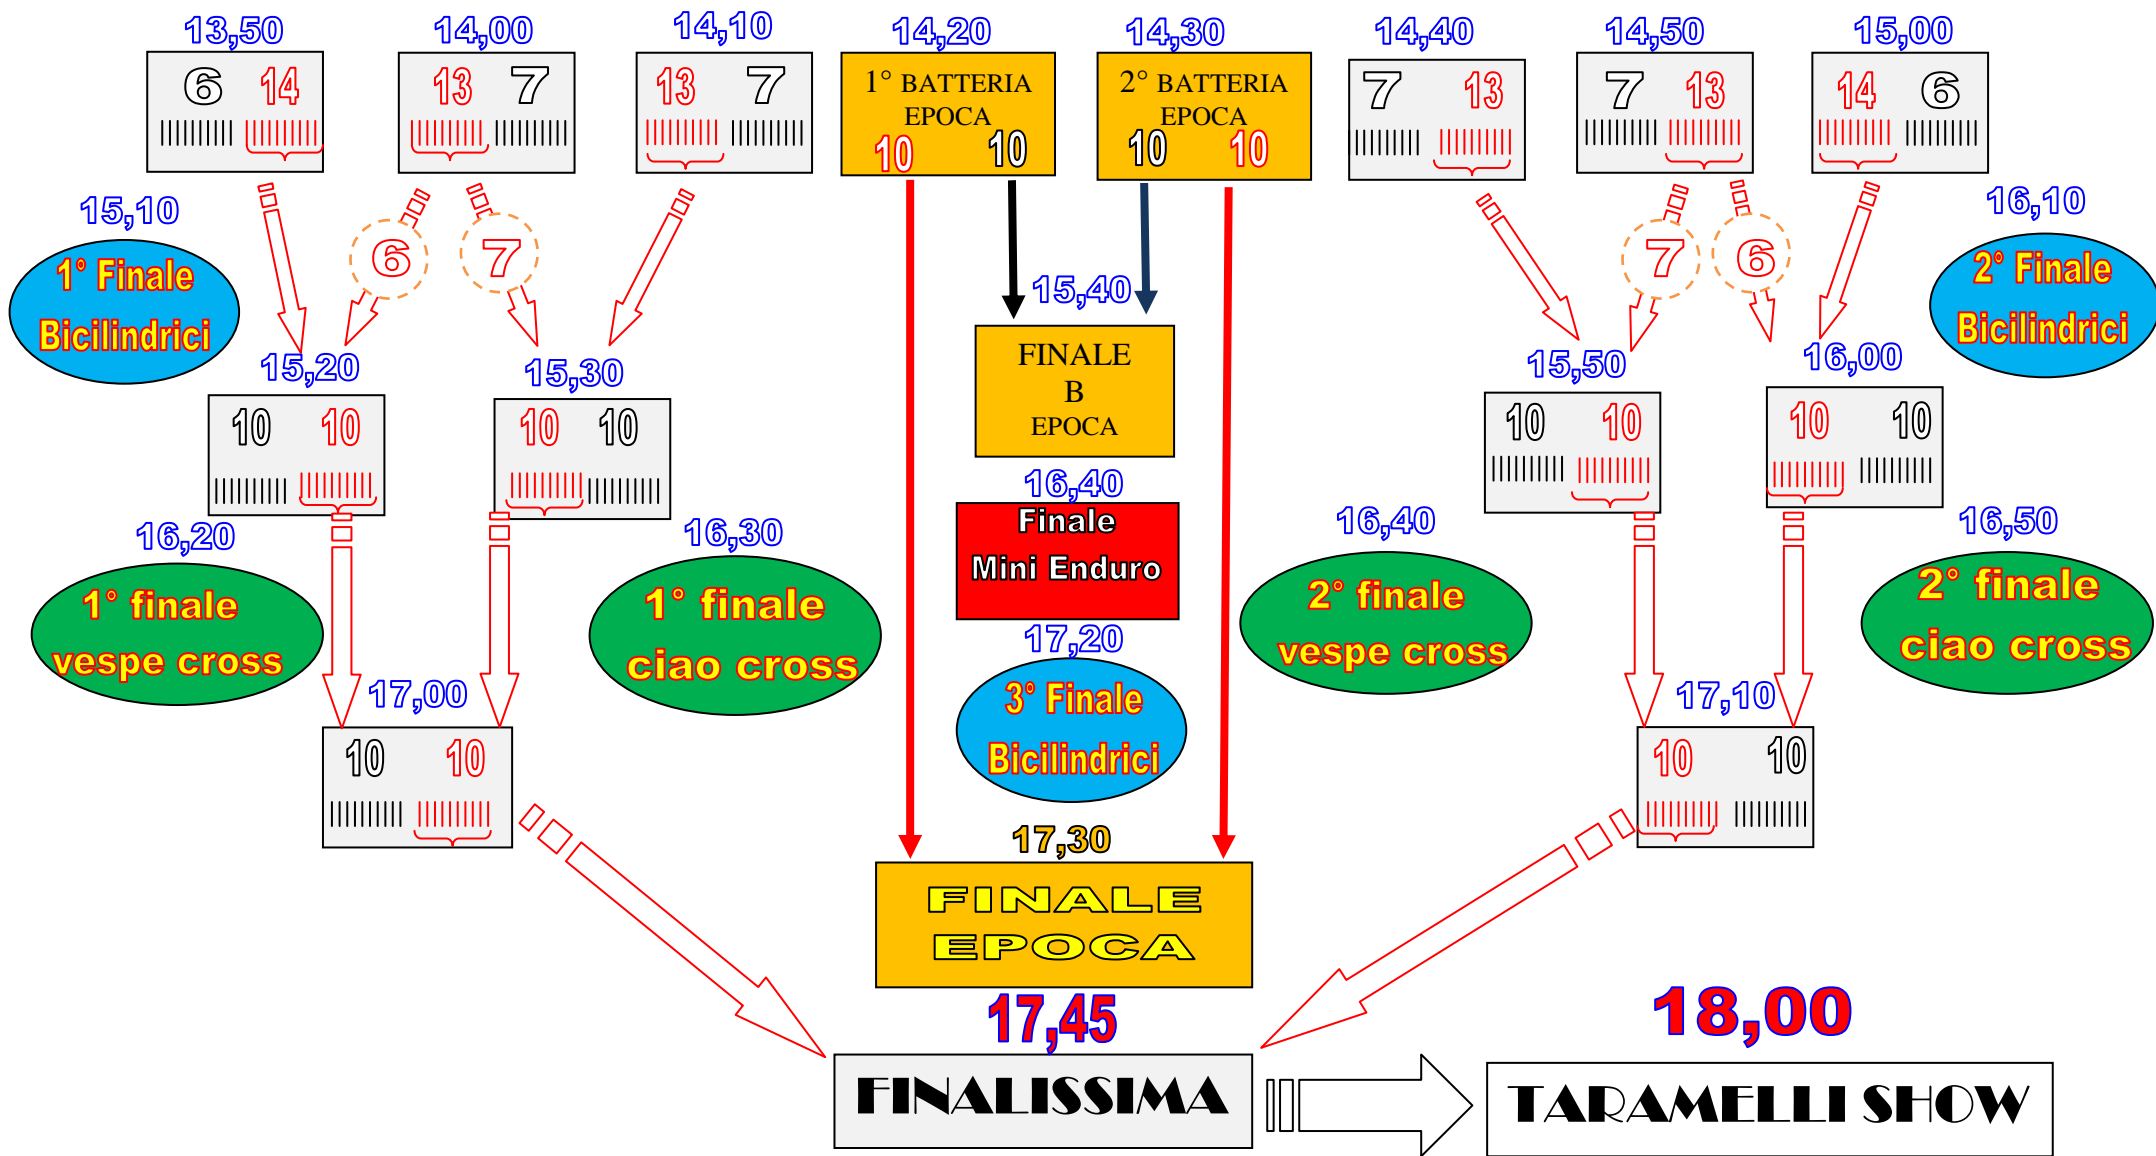 13,50
14,00
14,10
14,20
14,30
14,40
14,50
15,00
6 14
13 7
13 7
1° BATTERIA
EPOCA
10 10
2° BATTERIA
EPOCA
10 10
7 13
7 13
14 6
15,10
1° Finale
Bicilindrici
6
7
7
6
16,10
2° Finale
Bicilindrici
15,20
10 10
15,30
10 10
15,40
FINALE
B
EPOCA
15,50
10 10
16,00
10 10
16,20
1° finale
vespe cross
16,30
1° finale
ciao cross
16,40
Finale
Mini Enduro
16,40
2° finale
vespe cross
16,50
2° finale
ciao cross
17,00
10 10
17,20
3° Finale
Bicilindrici
17,10
10 10
17,30
FINALE
EPOCA
17,45
FINALISSIMA
18,00
TARAMELLI SHOW